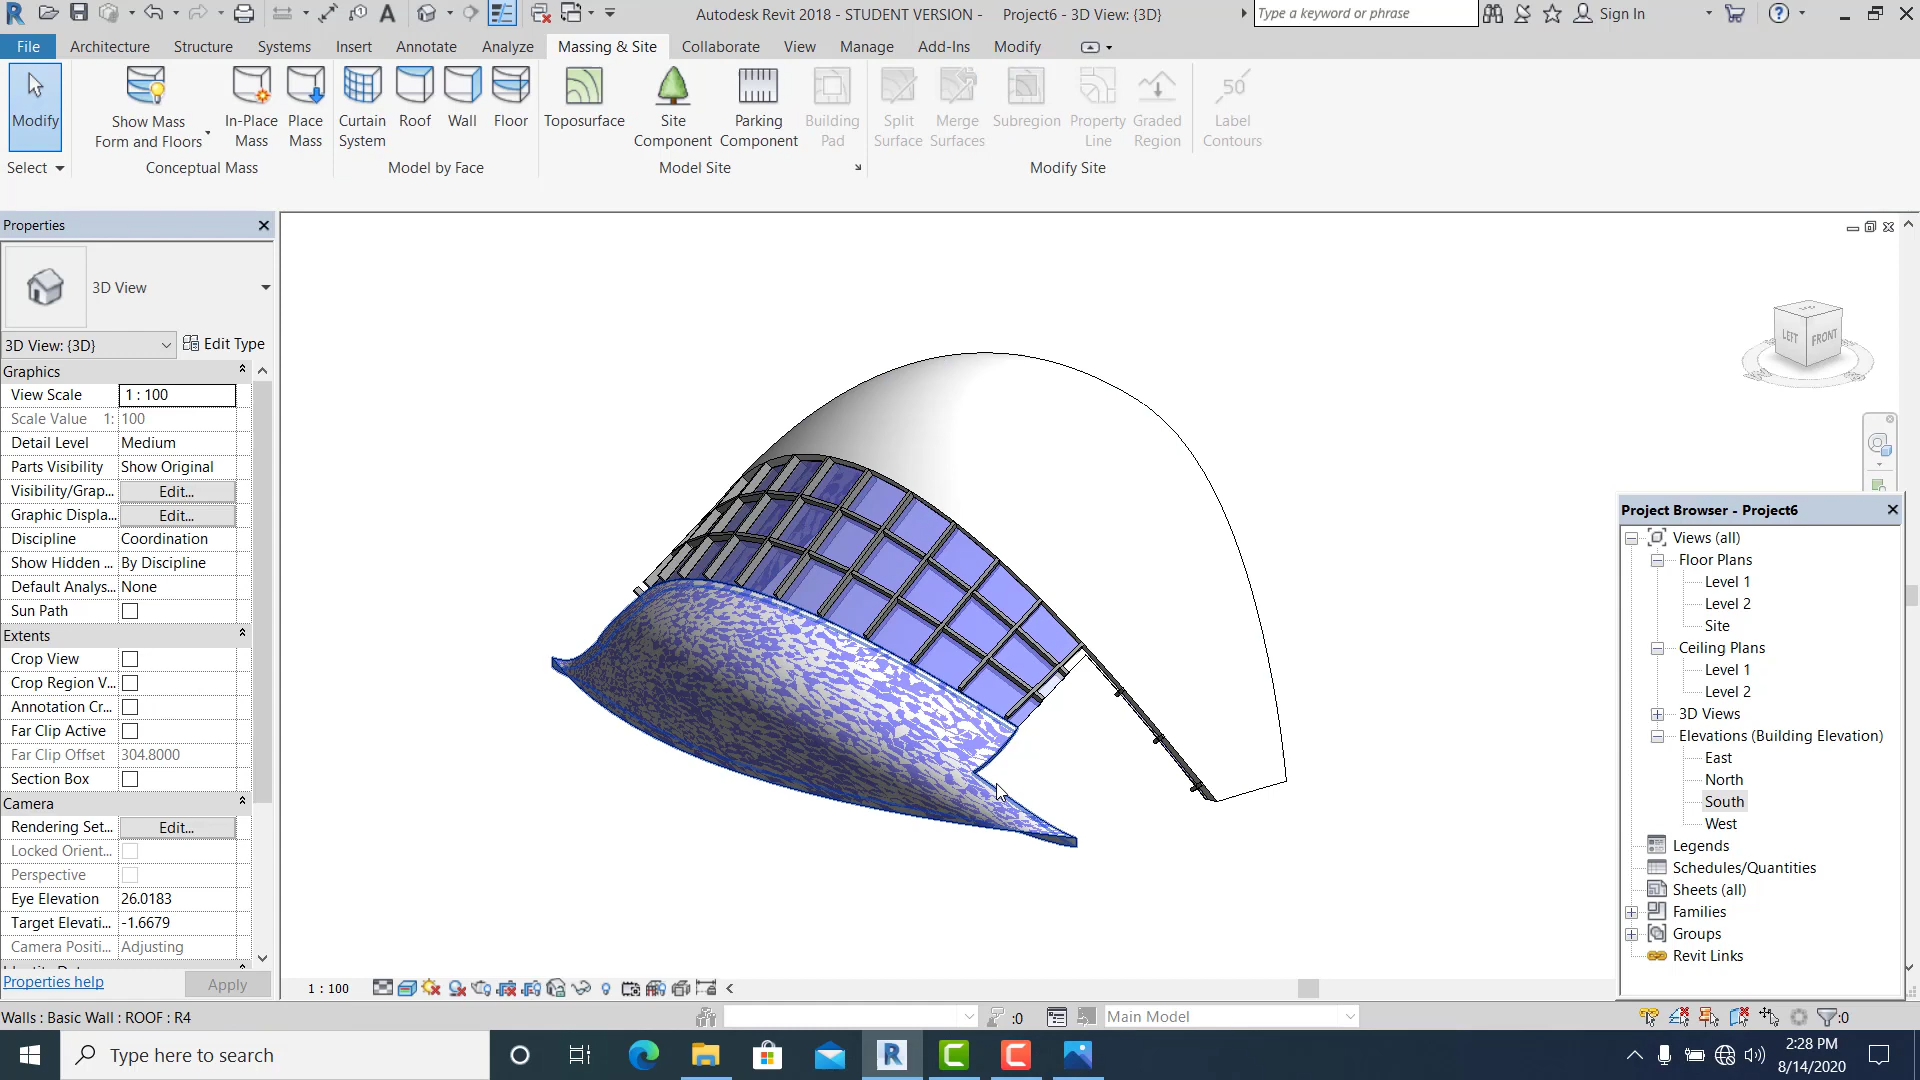 Autodesk Revit 2018 - STUDENT VERSION - Project6 - 3D View: {3D}
Type a keyword or phrase
Sign In
File Architecture Structure Systems Insert Annotate Analyze Massing & Site Collaborate View Manage Add-Ins Modify
Modify
Show Mass
Form and Floors
In-Place
Mass
Place
Mass
Curtain
System
Roof
Wall
Floor
Toposurface
Site
Component
Parking
Component
Building
Pad
Split
Surface
Merge
Surfaces
Subregion
Property
Line
Graded
Region
50
Label
Contours
Select
Conceptual Mass
Model by Face
Model Site
Modify Site
Properties
3D View
3D View: {3D}
Edit Type
Graphics
View Scale 1 : 100
Scale Value 1: 100
Detail Level Medium
Parts Visibility Show Original
Visibility/Grap... Edit...
Graphic Displa... Edit...
Discipline Coordination
Show Hidden ... By Discipline
Default Analys... None
Sun Path
Extents
Crop View
Crop Region V...
Annotation Cr...
Far Clip Active
Far Clip Offset 304.8000
Section Box
Camera
Rendering Set... Edit...
Locked Orient...
Perspective
Eye Elevation 26.0183
Target Elevati... -1.6679
Camera Positi... Adjusting
Properties help
Apply
LEFT
FRONT
Project Browser - Project6
Views (all)
Floor Plans
Level 1
Level 2
Site
Ceiling Plans
Level 1
Level 2
3D Views
Elevations (Building Elevation)
East
North
South
West
Legends
Schedules/Quantities
Sheets (all)
Families
Groups
Revit Links
1 : 100
Walls : Basic Wall : ROOF : R4
:0
Main Model
:0
Type here to search
2:28 PM
8/14/2020